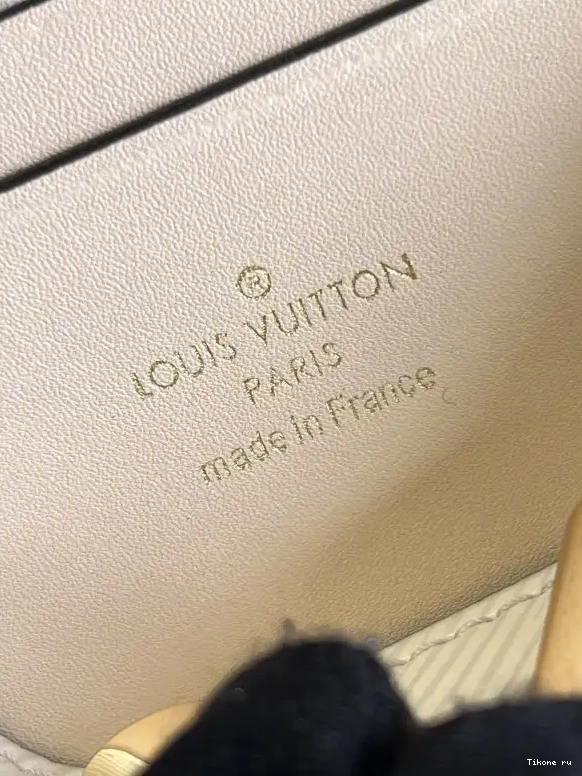 ®
LOUIS VUITTON
PARIS
made in France
Tikone ru